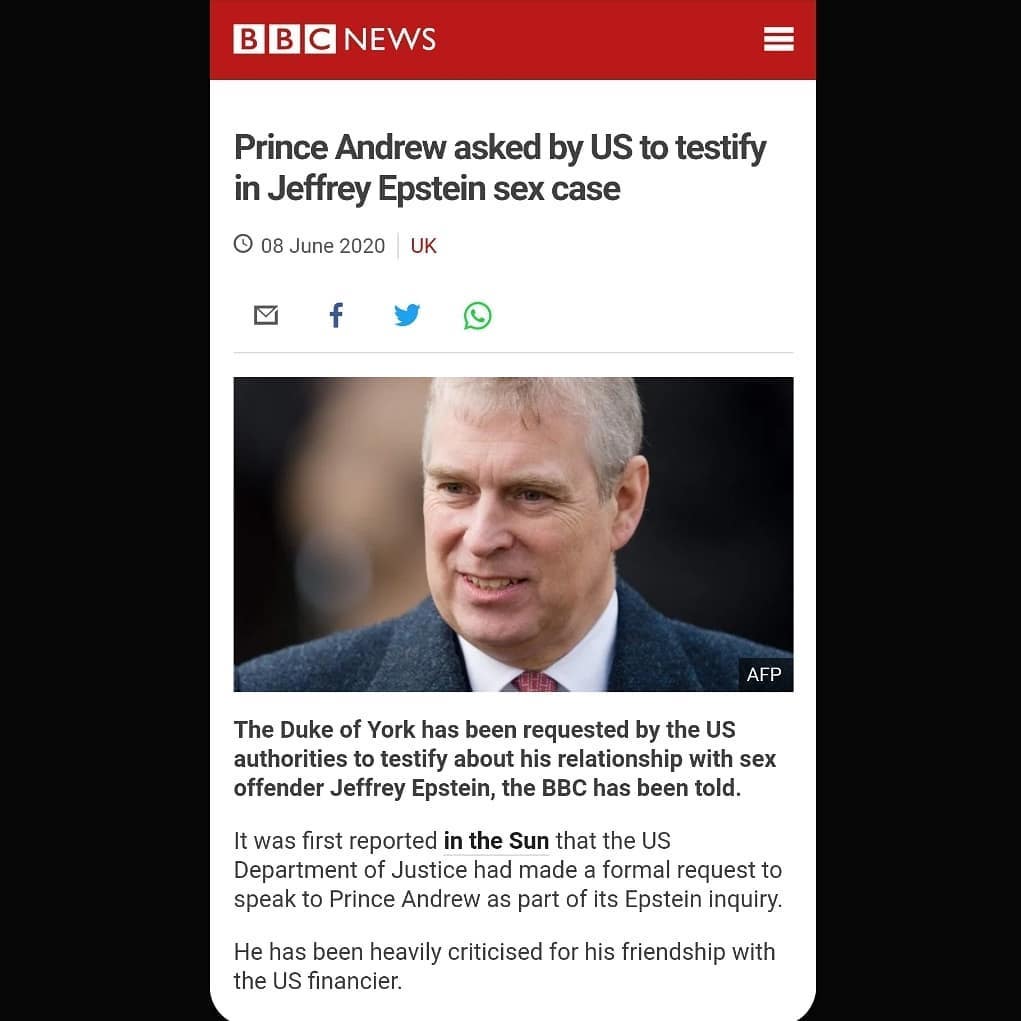 BBC NEWS
Prince Andrew asked by US to testify
in Jeffrey Epstein sex case
08 June 2020 UK
AFP
The Duke of York has been requested by the US
authorities to testify about his relationship with sex
offender Jeffrey Epstein, the BBC has been told.
It was first reported in the Sun that the US
Department of Justice had made a formal request to
speak to Prince Andrew as part of its Epstein inquiry.
He has been heavily criticised for his friendship with
the US financier.